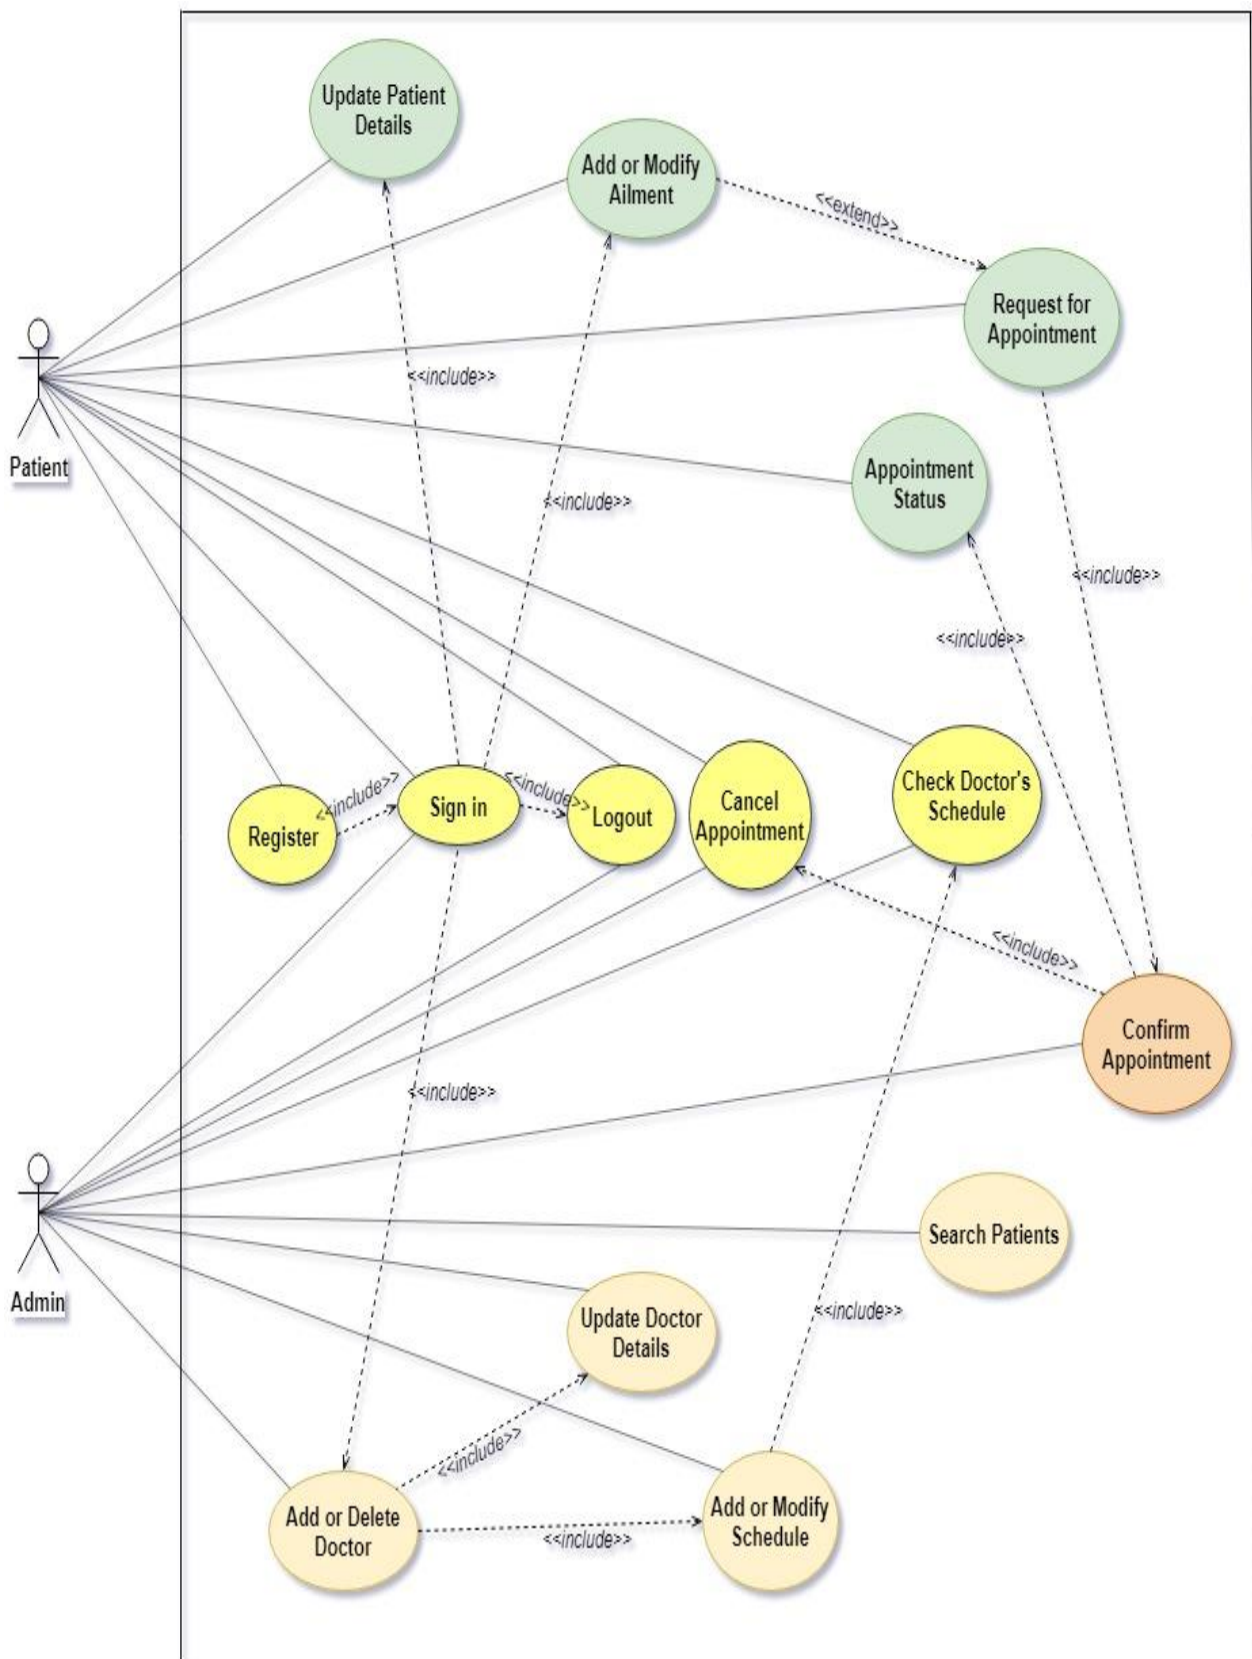 Update Patient
Details
Add or Modify
Ailment
<<extend>>
Request for
Appointment
<<include>>
Patient
Appointment
Status
<<include>>
<<include>>
<<include>>
Register
<<include>>
Sign in
<<include>>
Logout
Cancel
Appointment
Check Doctor's
Schedule
<<include>>
Confirm
Appointment
<<include>>
Admin
Search Patients
Update Doctor
Details
<<include>>
<<include>>
Add or Delete
Doctor
<<include>>
Add or Modify
Schedule